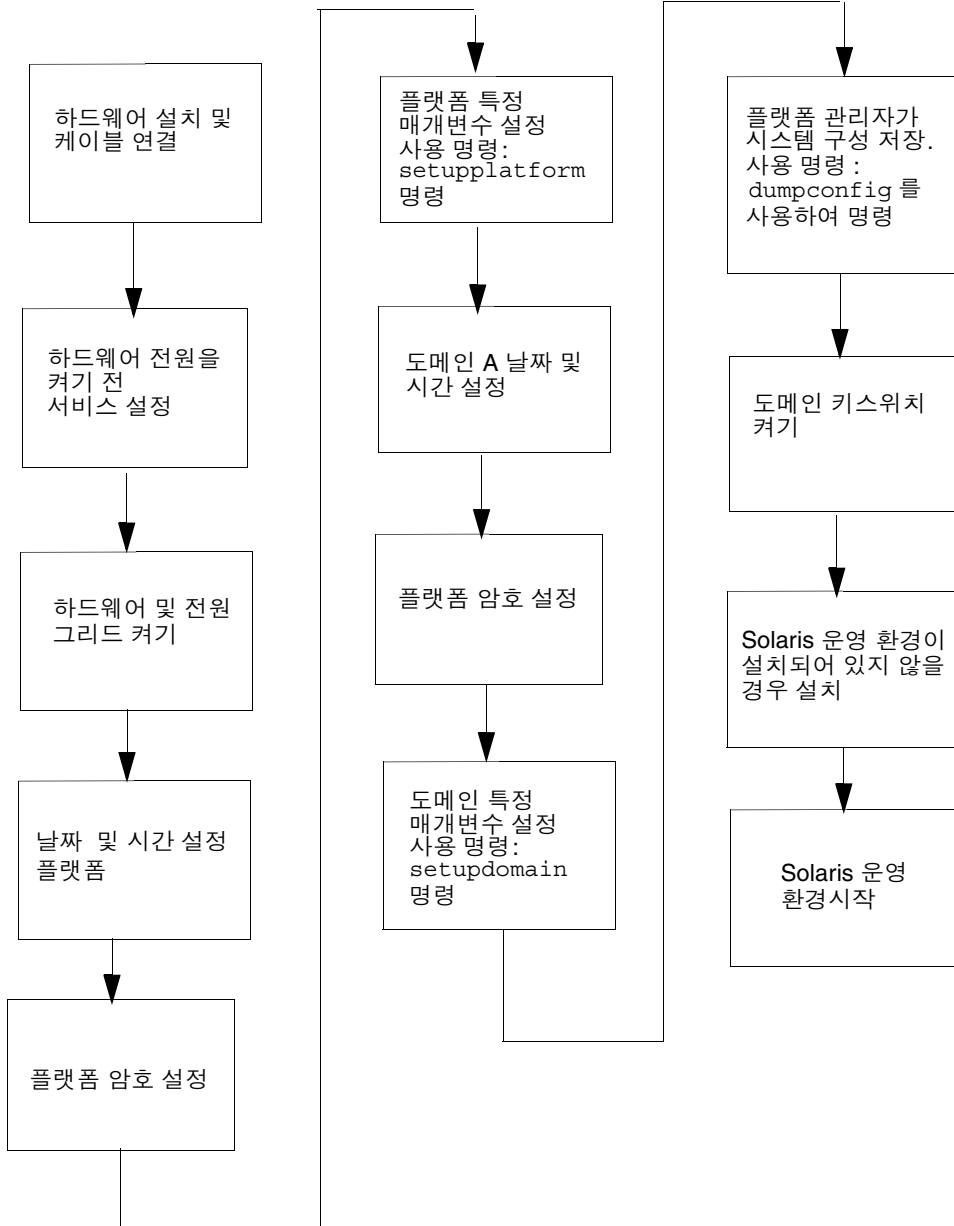 하드웨어 설치 및
케이블 연결
하드웨어 전원을
켜기 전
서비스 설정
하드웨어 및 전원
그리드 켜기
날짜 및 시간 설정
플랫폼
플랫폼 암호 설정
플랫폼 특정
매개변수 설정
사용 명령:
setupplatform
명령
도메인 A 날짜 및
시간 설정
플랫폼 암호 설정
도메인 특정
매개변수 설정
사용 명령:
setupdomain
명령
플랫폼 관리자가
시스템 구성 저장.
사용 명령 :
dumpconfig 를
사용하여 명령
도메인 키스위치
켜기
Solaris 운영 환경이
설치되어 있지 않을
경우 설치
Solaris 운영
환경시작